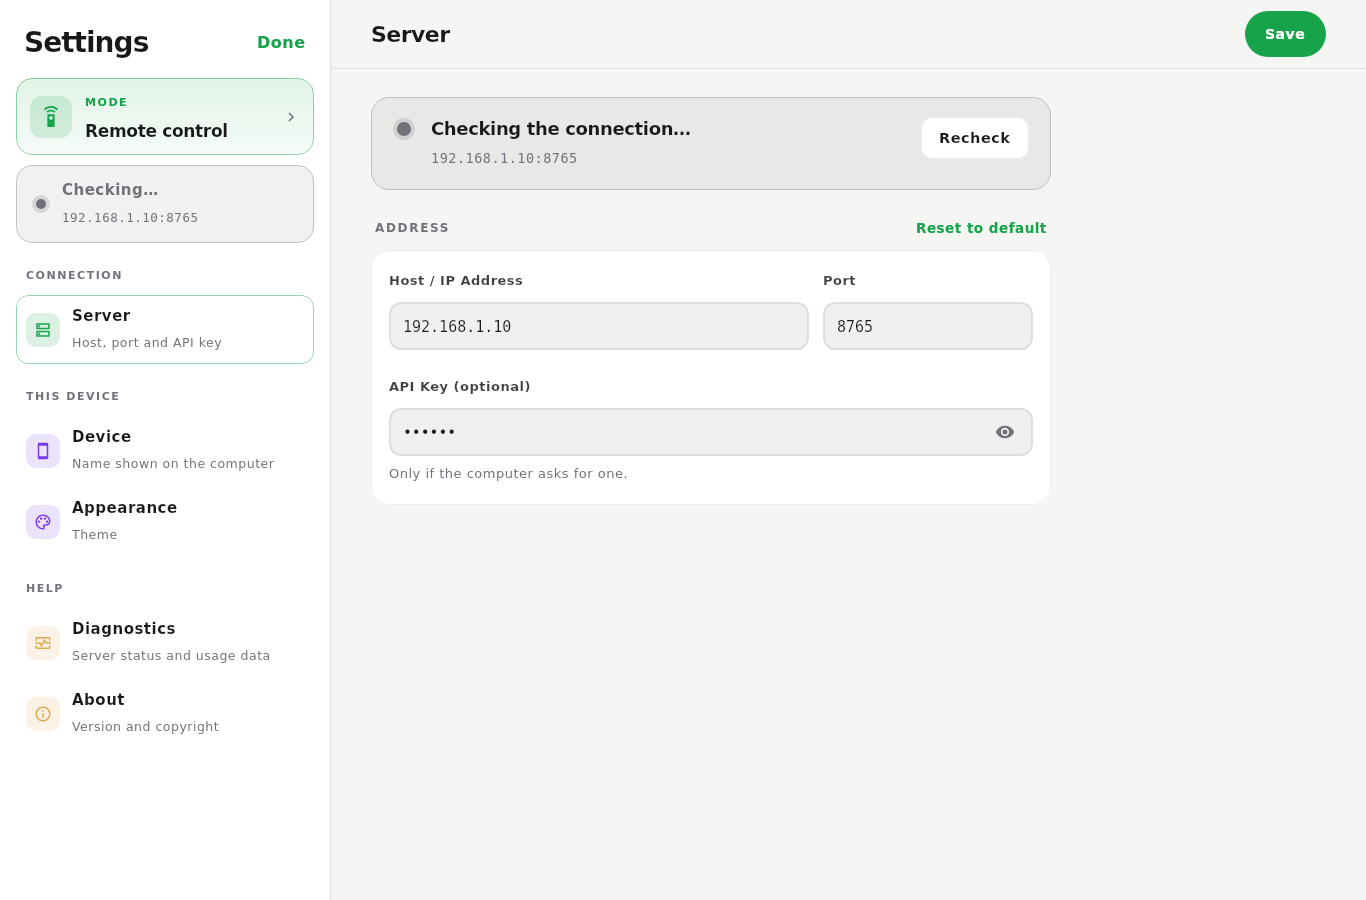 Settings
Done
MODE
Remote control
Checking...
192.168.1.10:8765
CONNECTION
Server
Host, port and API key
THIS DEVICE
Device
Name shown on the computer
Appearance
Theme
HELP
Diagnostics
Server status and usage data
About
Version and copyright
Server
Save
Checking the connection...
192.168.1.10:8765
Recheck
ADDRESS
Reset to default
Host / IP Address
Port
192.168.1.10
8765
API Key (optional)
••••••
Only if the computer asks for one.